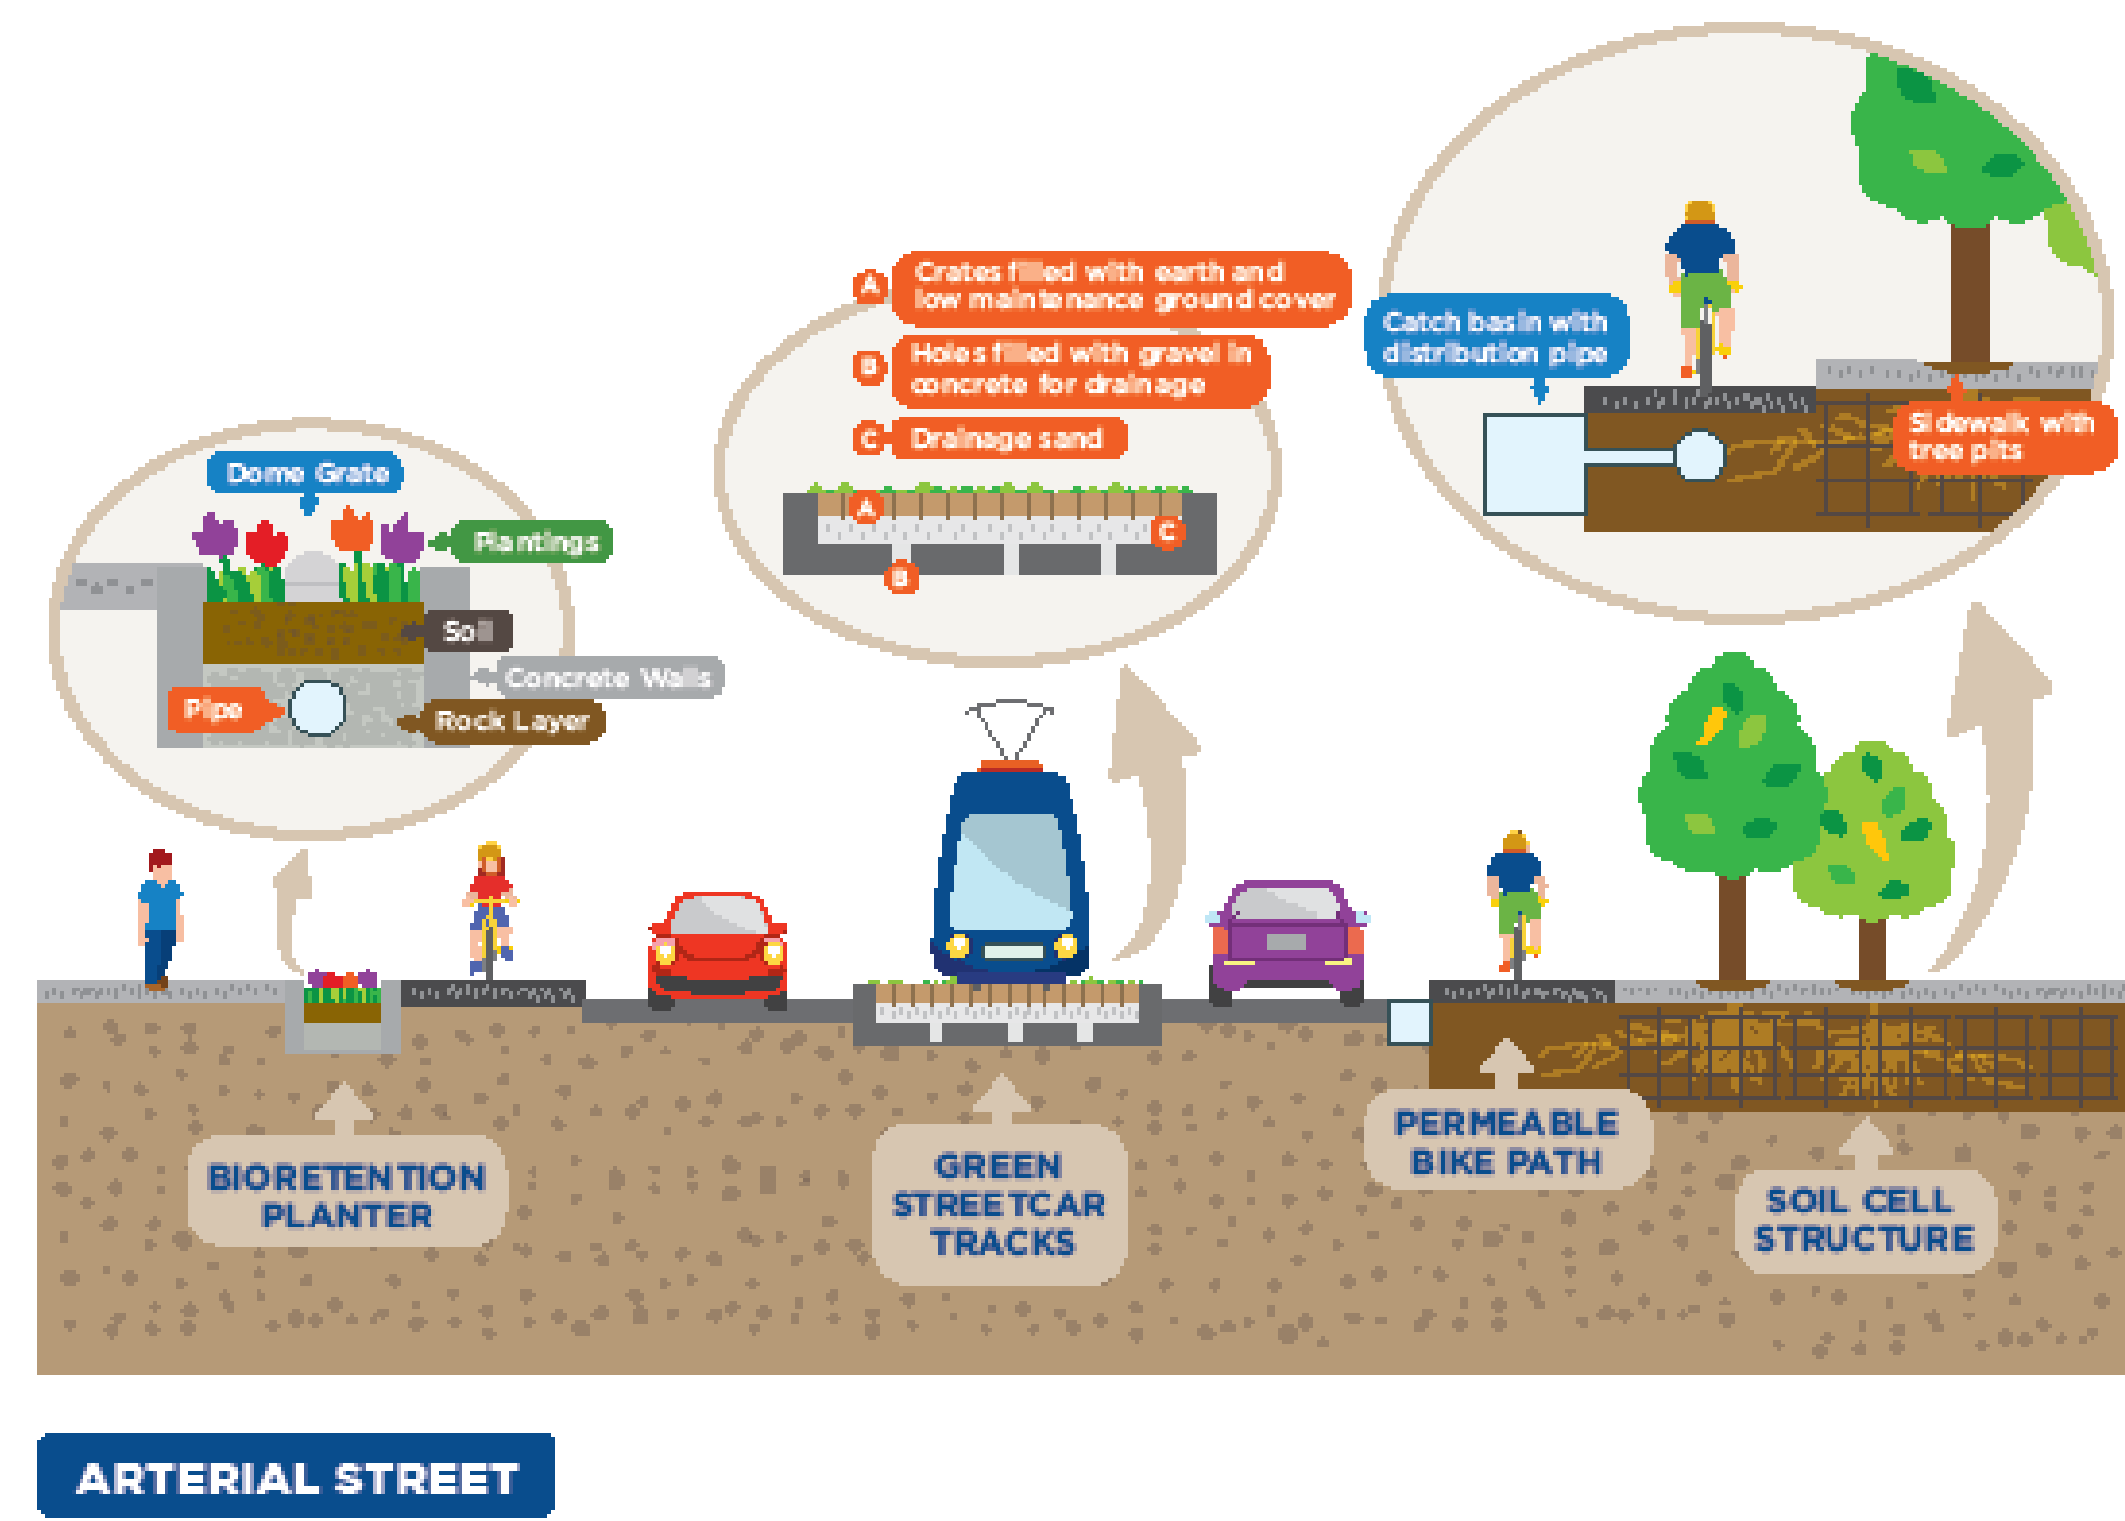 A
Crates filled with earth and
low maintenance ground cover
B
Holes filled with gravel in
concrete for drainage
C
Drainage sand
Catch basin with
distribution pipe
Sidewalk with
tree pits
Dome Grate
Plantings
Soil
Concrete Walls
Pipe
Rock Layer
A
C
B
BIORETENTION
PLANTER
GREEN
STREETCAR
TRACKS
PERMEABLE
BIKE PATH
SOIL CELL
STRUCTURE
ARTERIAL STREET